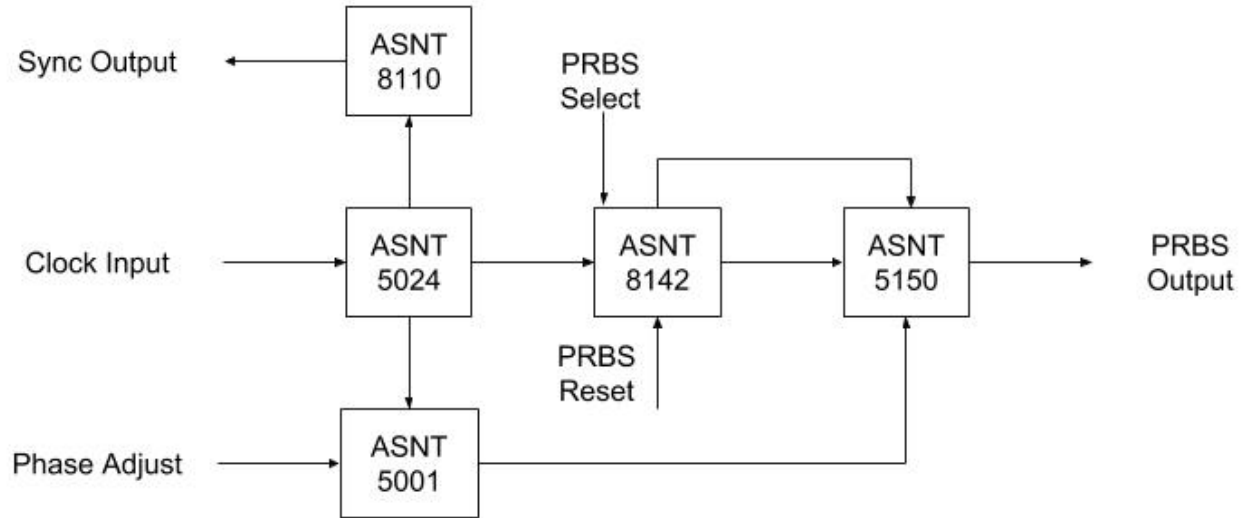 Sync Output
ASNT
8110
PRBS
Select
Clock Input
ASNT
5024
ASNT
8142
ASNT
5150
PRBS
Output
PRBS
Reset
Phase Adjust
ASNT
5001